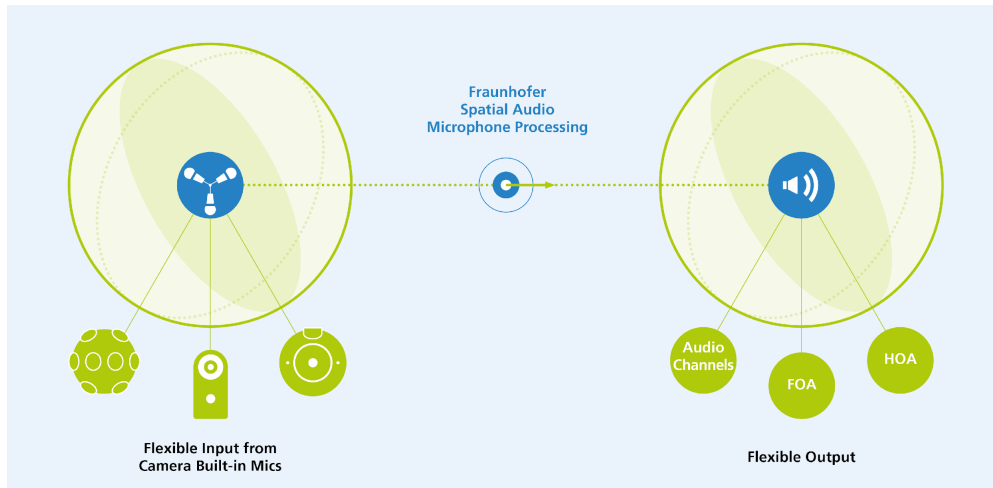 Fraunhofer
Spatial Audio
Microphone Processing
Audio
Channels
FOA
HOA
Flexible Input from
Camera Built-in Mics
Flexible Output